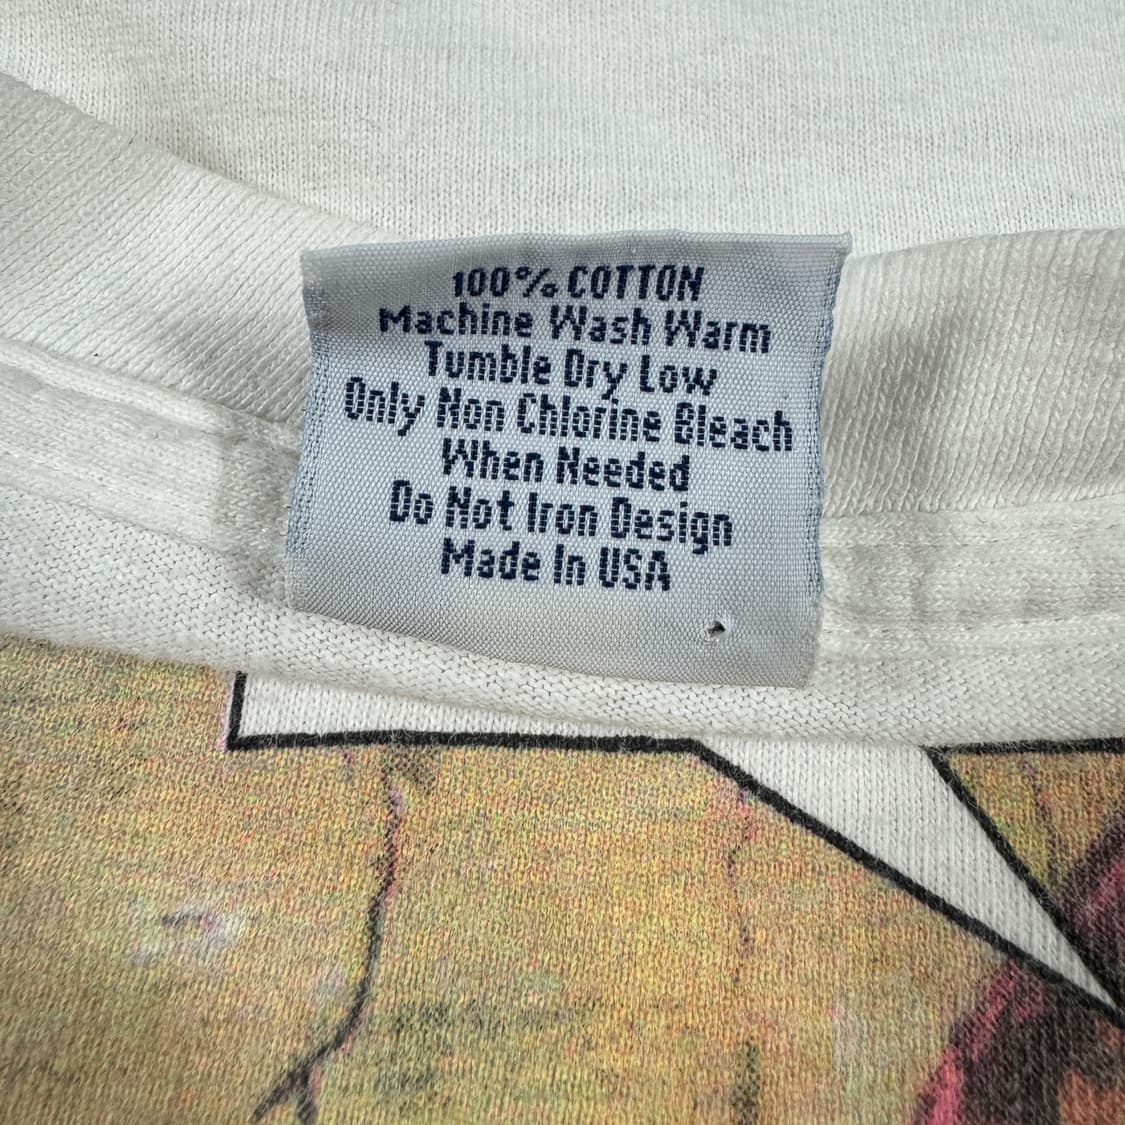 100% COTTON
Machine Wash Warm
Tumble Dry Low
Only Non Chlorine Bleach
When Needed
Do Not Iron Design
Made In USA